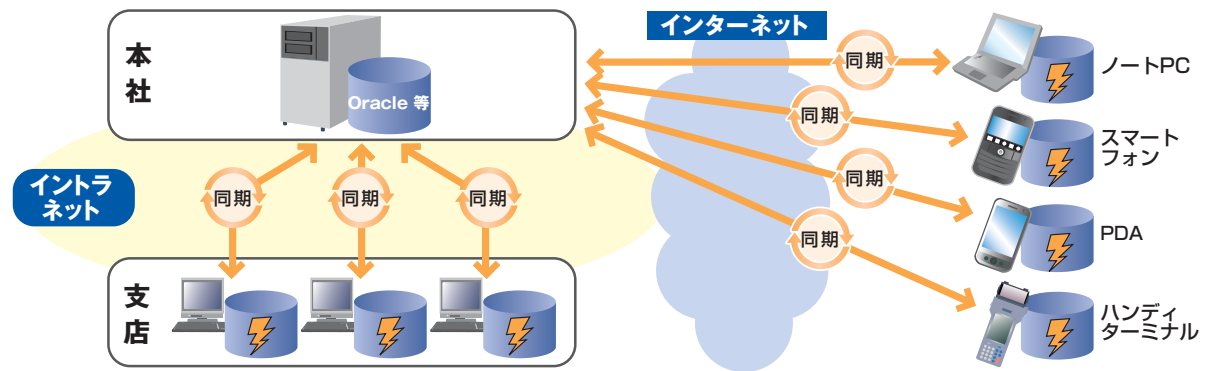 本
社
Oracle 等
インターネット
同期
ノートPC
同期
スマート
フォン
同期
PDA
同期
ハンディ
ターミナル
イントラ
ネット
同期
同期
同期
支
店